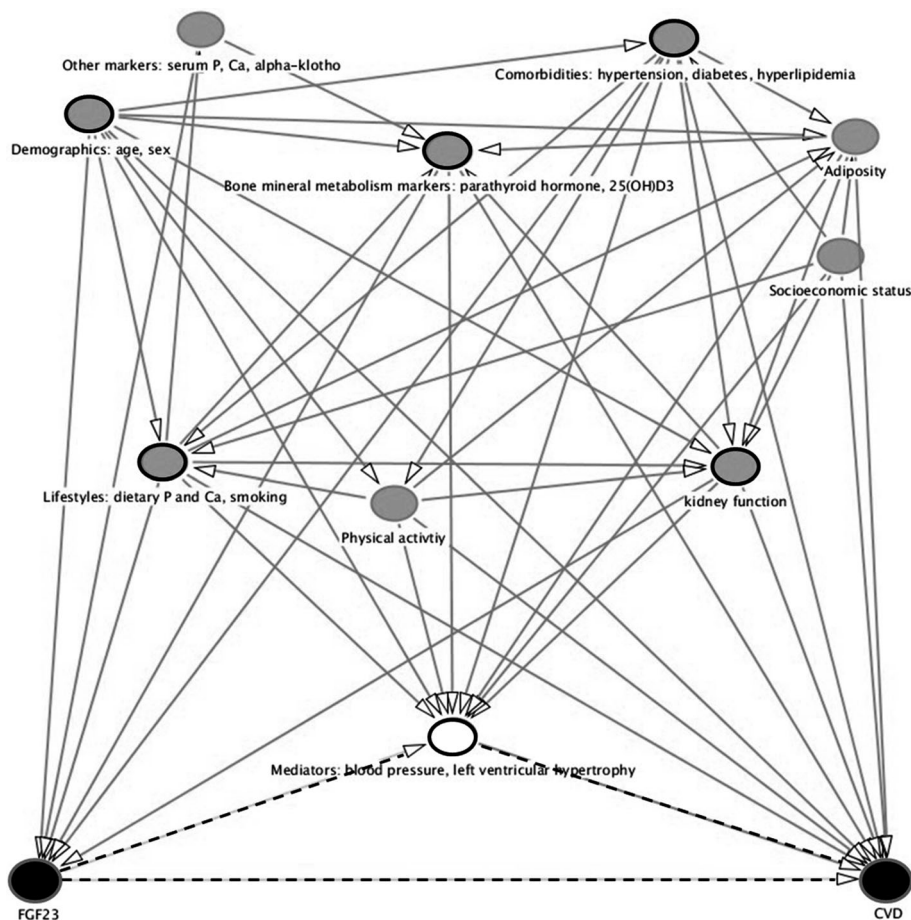 Other markers: serum P, Ca, alpha-klotho
Comorbidities: hypertension, diabetes, hyperlipidemia
Demographics: age, sex
Adiposity
Bone mineral metabolism markers: parathyroid hormone, 25(OH)D3
Socioeconomic status
Lifestyles: dietary P and Ca, smoking
kidney function
Physical activtiy
Mediators: blood pressure, left ventricular hypertrophy
FGF23
CVD